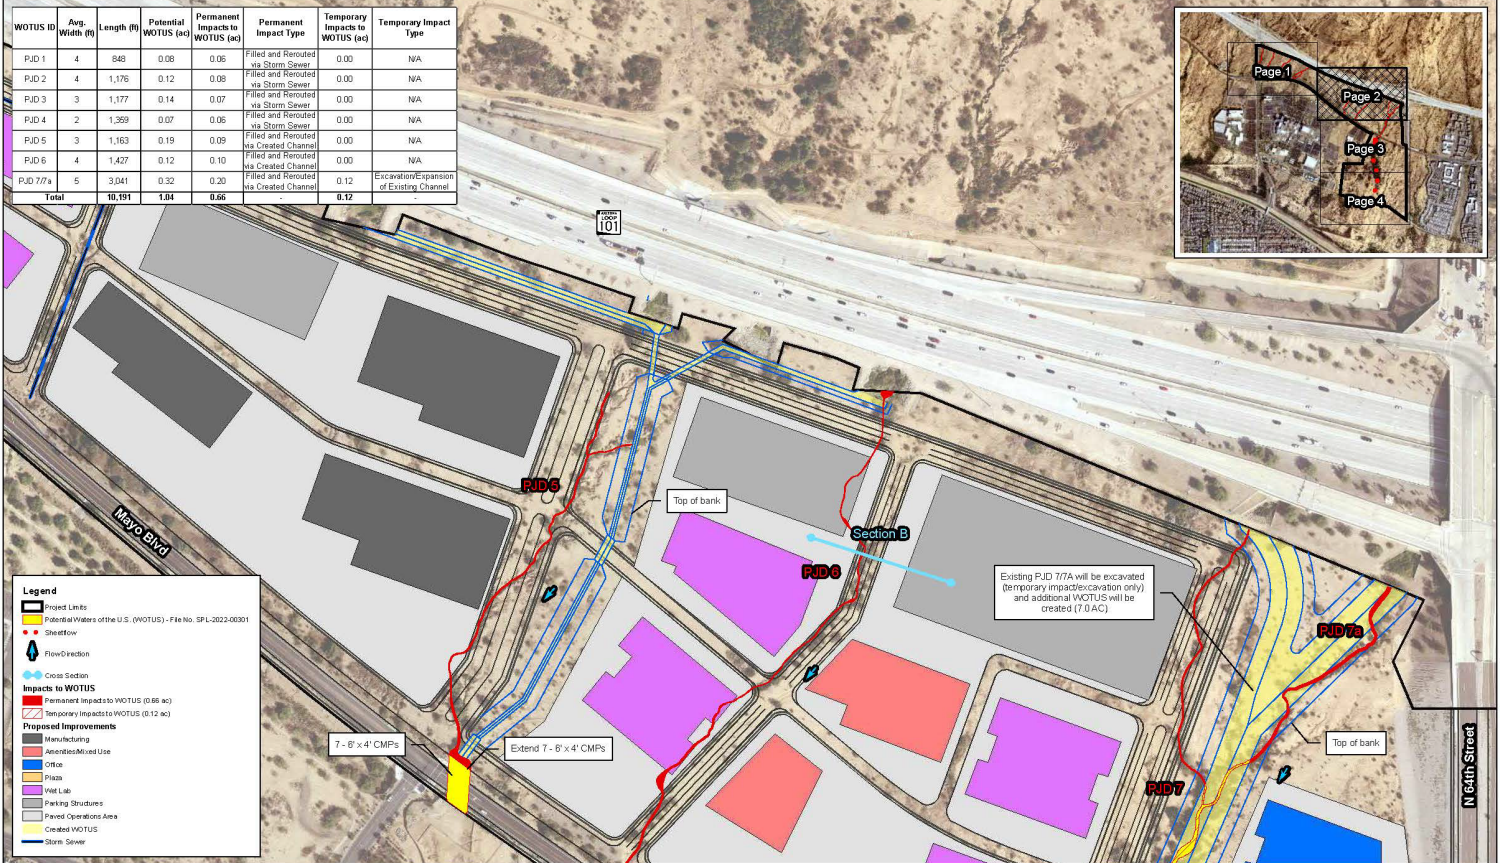 WOTUS ID Avg. Width (ft) Length (ft) Potential WOTUS (ac) Permanent Impacts to WOTUS (ac) Permanent Impact Type Temporary Impacts to WOTUS (ac) Temporary Impact Type
PJD 1 4 848 0.08 0.06 Filled and Rerouted via Storm Sewer 0.00 N/A
PJD 2 4 1,176 0.12 0.08 Filled and Rerouted via Storm Sewer 0.00 N/A
PJD 3 3 1,177 0.14 0.07 Filled and Rerouted via Storm Sewer 0.00 N/A
PJD 4 2 1,359 0.07 0.06 Filled and Rerouted via Storm Sewer 0.00 N/A
PJD 5 3 1,163 0.19 0.09 Filled and Rerouted via Created Channel 0.00 N/A
PJD 6 4 1,427 0.12 0.10 Filled and Rerouted via Created Channel 0.00 N/A
PJD 7/7a 5 3,041 0.32 0.20 Filled and Rerouted via Created Channel 0.12 Excavation/Expansion of Existing Channel
Total 10,191 1.04 0.66 - 0.12 -
Page 1
Page 2
Page 3
Page 4
ARIZONA
LOOP
101
PJD 5
Top of bank
Mayo Blvd
Section B
PJD 6
Existing PJD 7/7A will be excavated
(temporary impact/excavation only)
and additional WOTUS will be
created (7.0 AC)
PJD 7a
7 - 6' x 4' CMPs
Extend 7 - 6' x 4' CMPs
Top of bank
PJD 7
N 64th Street
Legend
Project Limits
Potential Waters of the U.S. (WOTUS) - File No. SPL-2022-00301
Sheetflow
Flow Direction
Cross Section
Impacts to WOTUS
Permanent Impacts to WOTUS (0.66 ac)
Temporary Impacts to WOTUS (0.12 ac)
Proposed Improvements
Manufacturing
Amenities/Mixed Use
Office
Plaza
Wet Lab
Parking Structures
Paved Operations Area
Created WOTUS
Storm Sewer